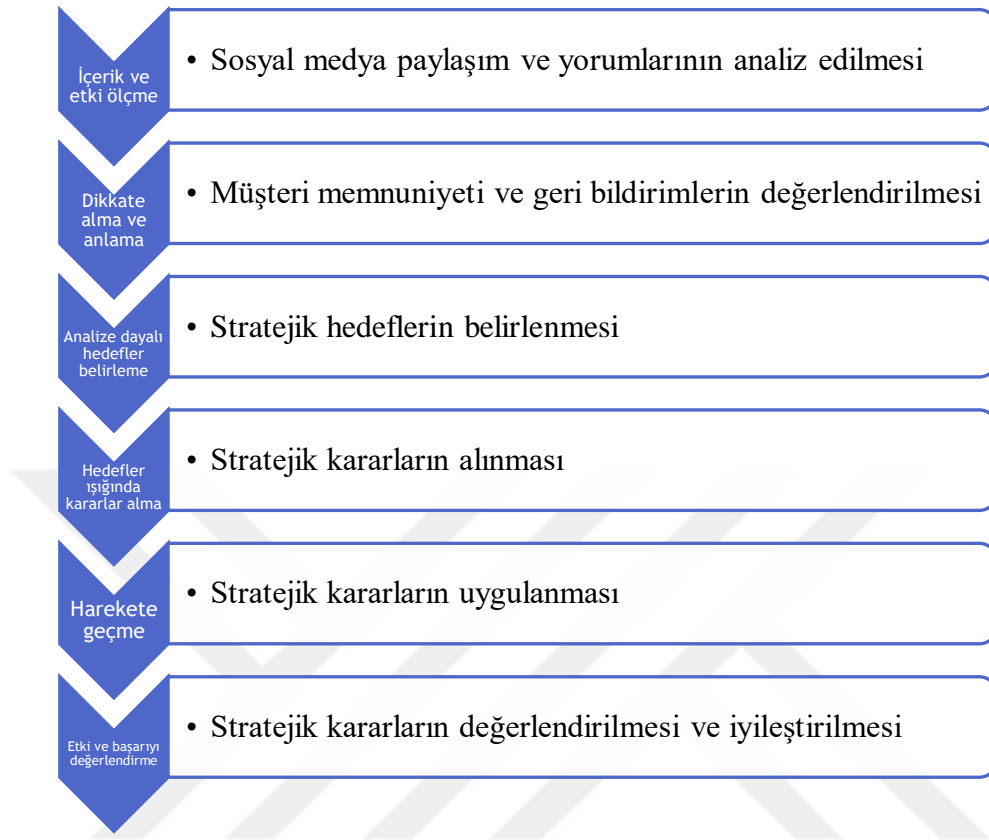 İçerik ve
etki ölçme
• Sosyal medya paylaşım ve yorumlarının analiz edilmesi
Dikkate
alma ve
anlama
• Müşteri memnuniyeti ve geri bildirimlerin değerlendirilmesi
Analize dayalı
hedefler
belirleme
• Stratejik hedeflerin belirlenmesi
Hedefler
ışığında
kararlar alma
• Stratejik kararların alınması
Harekete
geçme
• Stratejik kararların uygulanması
Etki ve başarıyı
değerlendirme
• Stratejik kararların değerlendirilmesi ve iyileştirilmesi